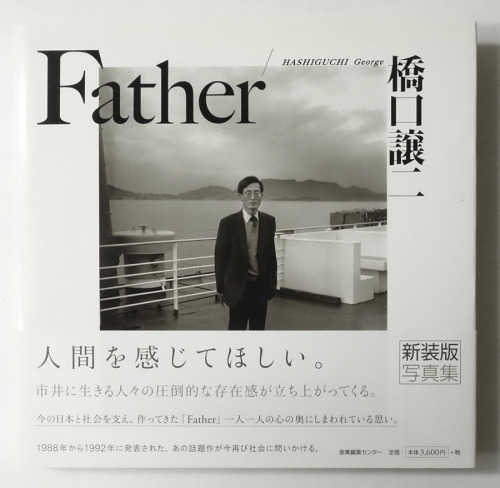 Father
HASHIGUCHI George
橋口譲二
人間を感じてほしい。
市井に生きる人々の圧倒的な存在感が立ち上がってくる。
今の日本と社会を支え、作ってきた「Father」一人一人の心の奥にしまわれている思い。
1988年から1992年に発表された、あの話題作が今再び社会に問いかける。
新装版
写真集
産業編集センター 定価：本体3,600円＋税